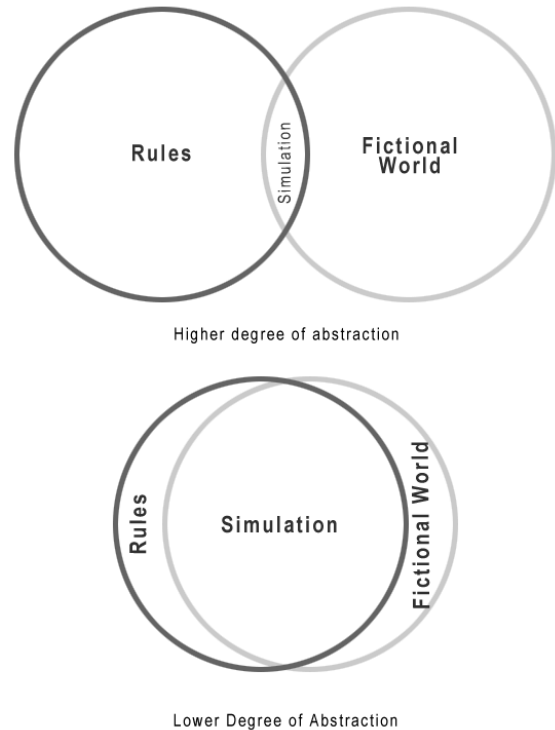 Rules
Simulation
Fictional
World
Higher degree of abstraction
Rules
Simulation
Fictional World
Lower Degree of Abstraction